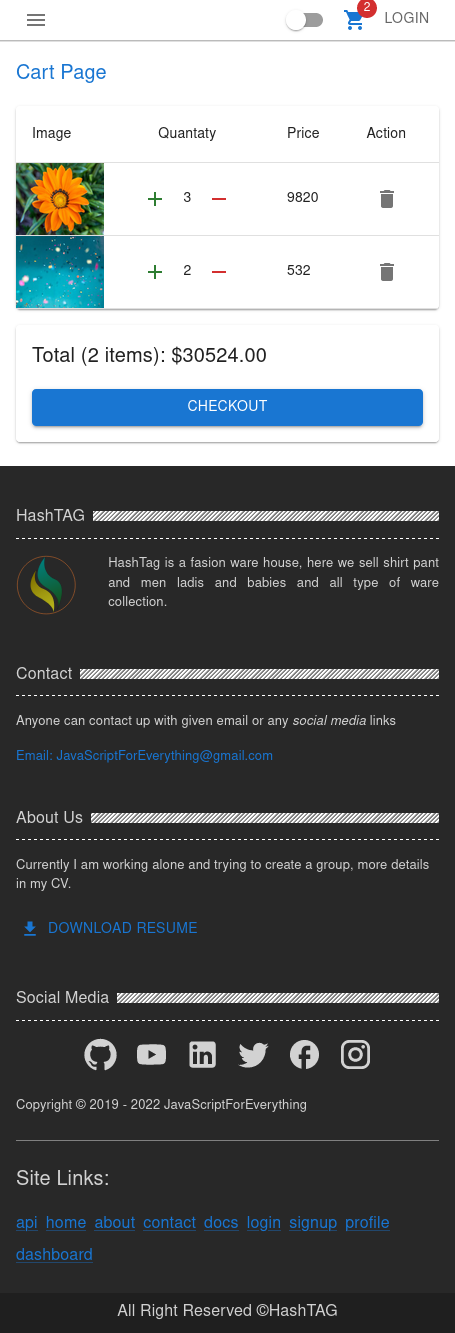 2
LOGIN
Cart Page
Image Quantaty Price Action
3 9820
2 532
Total (2 items): $30524.00
CHECKOUT
HashTAG
HashTag is a fasion ware house, here we sell shirt pant
and men ladis and babies and all type of ware
collection.
Contact
Anyone can contact up with given email or any social media links
Email: JavaScriptForEverything@gmail.com
About Us
Currently I am working alone and trying to create a group, more details
in my CV.
DOWNLOAD RESUME
Social Media
Copyright © 2019 - 2022 JavaScriptForEverything
Site Links:
api home about contact docs login signup profile
dashboard
All Right Reserved ©HashTAG